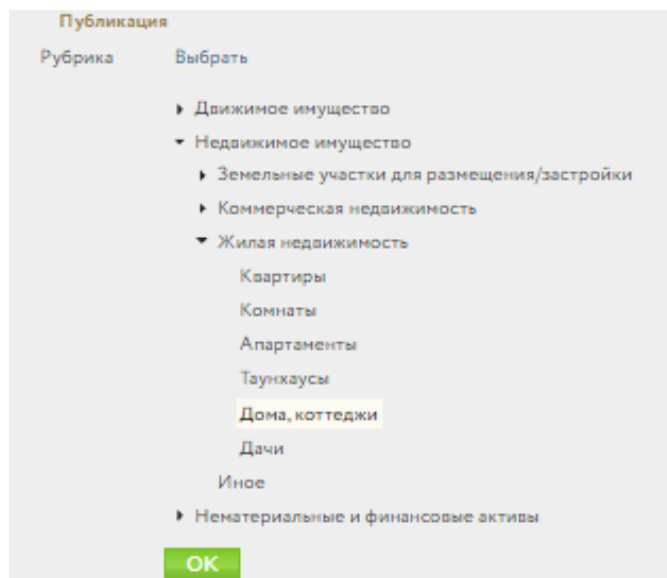 Публикация
Рубрика Выбрать
Движимое имущество
Недвижимое имущество
Земельные участки для размещения/застройки
Коммерческая недвижимость
Жилая недвижимость
Квартиры
Комнаты
Апартаменты
Таунхаусы
Дома, коттеджи
Дачи
Иное
Нематериальные и финансовые активы
ОК